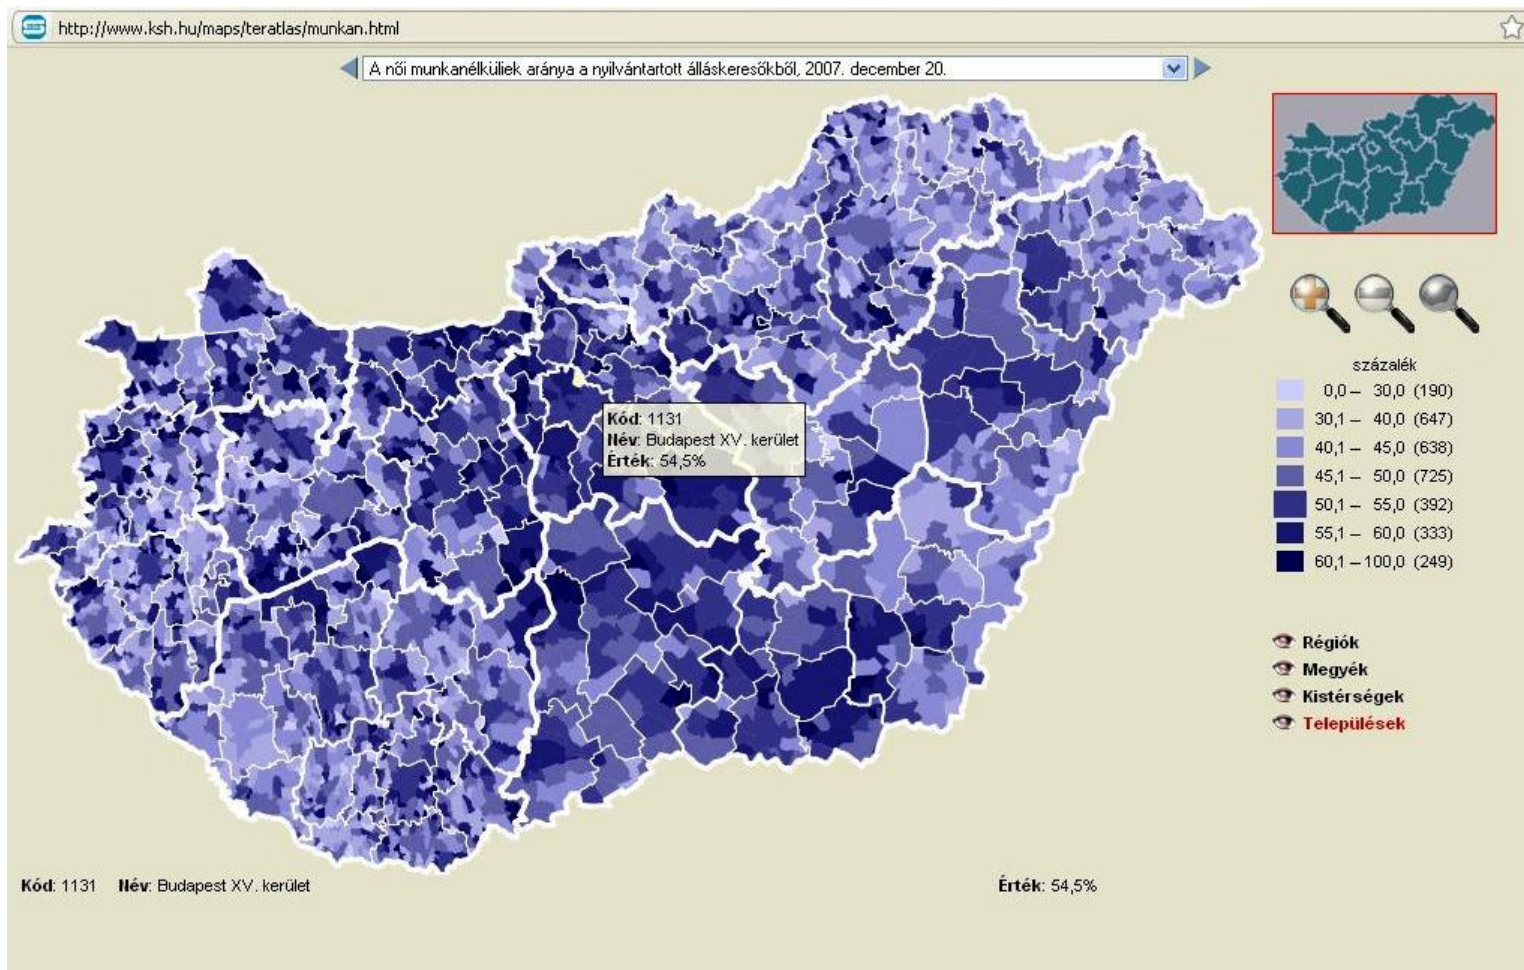 http://www.ksh.hu/maps/teratlas/munkan.html
A női munkanélküliek aránya a nyilvántartott álláskeresőkből, 2007. december 20.
százalék
0,0 – 30,0 (190)
30,1 – 40,0 (647)
40,1 – 45,0 (638)
45,1 – 50,0 (725)
50,1 – 55,0 (392)
55,1 – 60,0 (333)
60,1 – 100,0 (249)
Kód: 1131
Név: Budapest XV. kerület
Érték: 54,5%
Régiók
Megyék
Kistérségek
Települések
Kód: 1131 Név: Budapest XV. kerület Érték: 54,5%